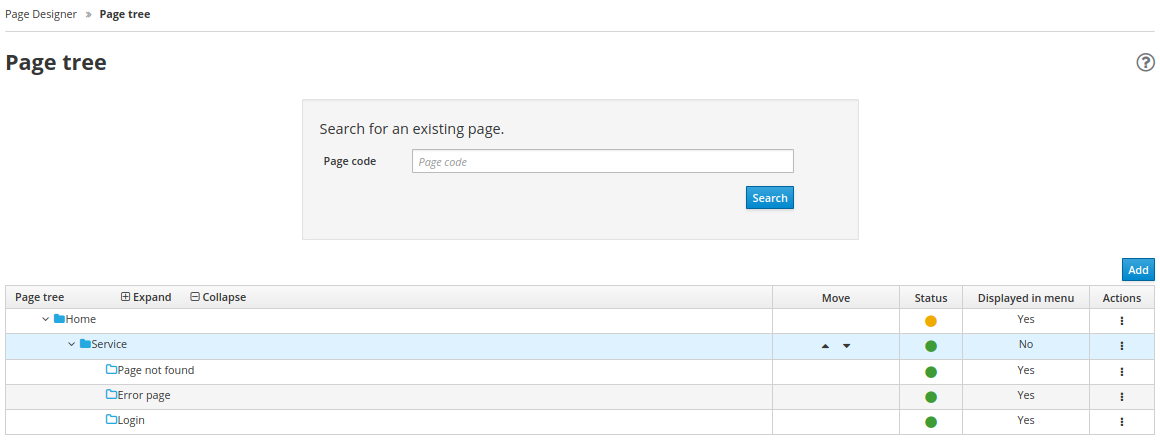 Page Designer » Page tree
Page tree
Search for an existing page.
Page code Page code
Search
Add
Page tree Expand Collapse Move Status Displayed in menu Actions
Home Yes
Service No
Page not found Yes
Error page Yes
Login Yes